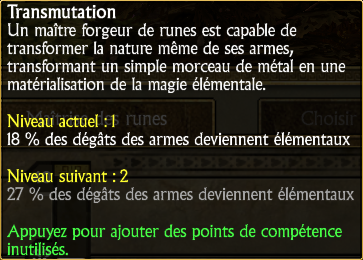 Transmutation
Un maître forgeur de runes est capable de
transformer la nature même de ses armes,
transformant un simple morceau de métal en une
matérialisation de la magie élémentale.
Niveau actuel : 1
18 % des dégâts des armes deviennent élémentaux
Niveau suivant : 2
27 % des dégâts des armes deviennent élémentaux
Appuyez pour ajouter des points de compétence
inutilisés.